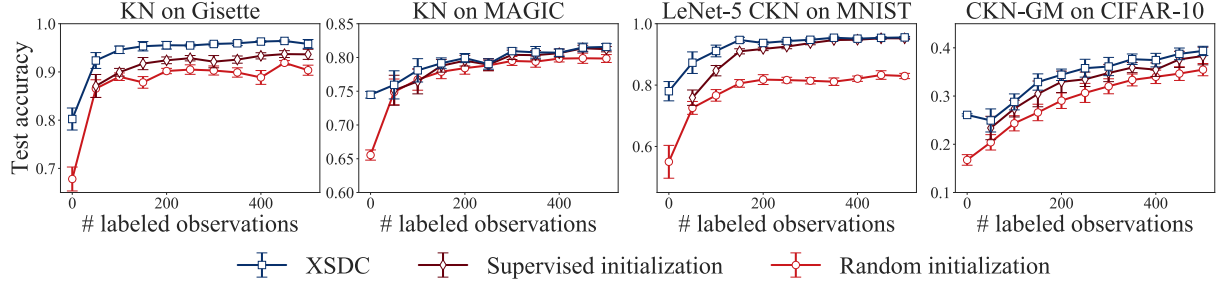 KN on Gisette
KN on MAGIC
LeNet-5 CKN on MNIST
CKN-GM on CIFAR-10
Test accuracy
1.0
0.9
0.8
0.7
0 200 400
# labeled observations
0.85
0.80
0.75
0.70
0.65
0.60
0 200 400
# labeled observations
1.0
0.8
0.6
0 200 400
# labeled observations
0.4
0.3
0.2
0.1
0 200 400
# labeled observations
XSDC
Supervised initialization
Random initialization